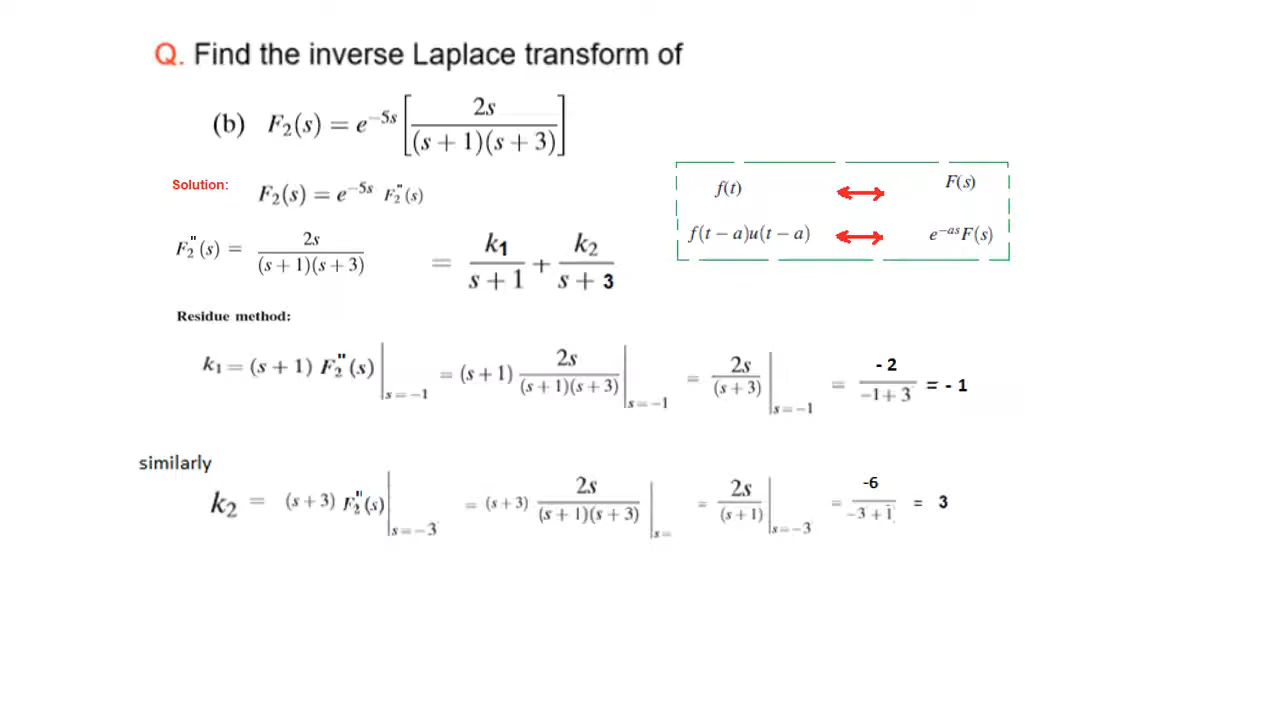 Q. Find the inverse Laplace transform of
(b) F₂(s) = e⁻⁵ˢ [2s / (s + 1)(s + 3)]
Solution: F₂(s) = e⁻⁵ˢ F₂"(s)
f(t) ↔ F(s)
f(t − a)u(t − a) ↔ e⁻ᵃˢF(s)
F₂"(s) = 2s / (s + 1)(s + 3) = k1 / s + 1 + k₂ / s + 3
Residue method:
k₁ = (s + 1) F₂"(s) |s=−1 = (s + 1) 2s / (s + 1)(s + 3) |s=−1 = 2s / (s + 3) |s=−1 = - 2 / −1 + 3 = - 1
similarly
k₂ = (s + 3) F₂"(s) |s=−3 = (s + 3) 2s / (s + 1)(s + 3) |s= = 2s / (s + 1) |s=−3 = -6 / −3 + 1 = 3